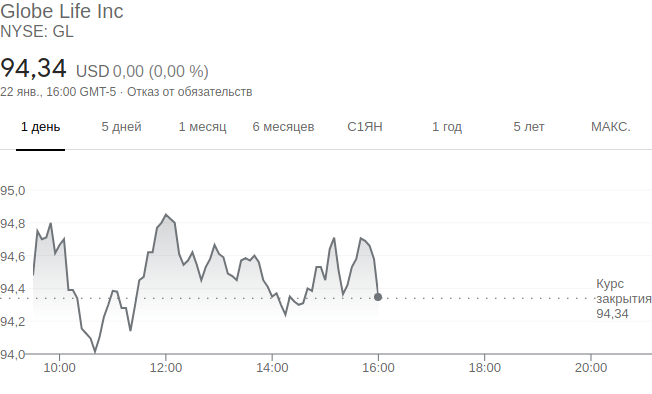 Globe Life Inc
NYSE: GL
94,34 USD 0,00 (0,00 %)
22 янв., 16:00 GMT-5 · Отказ от обязательств
1 день 5 дней 1 месяц 6 месяцев С1ЯН 1 год 5 лет МАКС.
95,0
94,8
94,6
94,4
Курс
закрытия
94,34
94,2
94,0
10:00 12:00 14:00 16:00 18:00 20:00